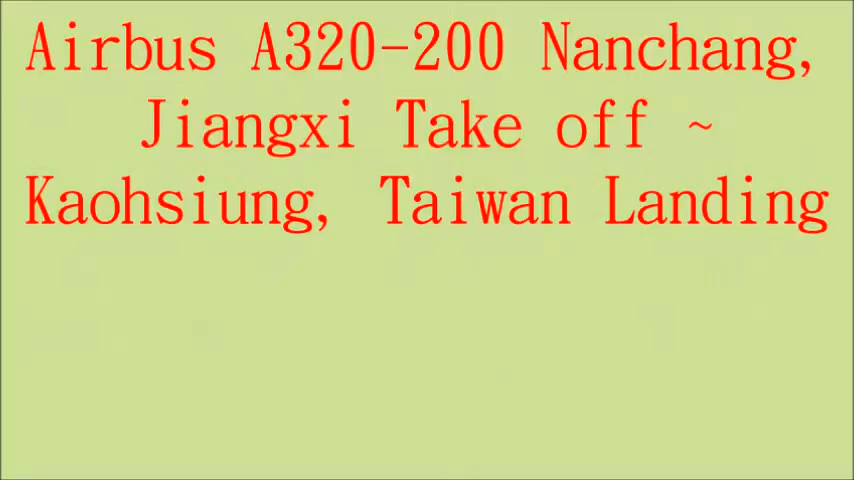 Airbus A320-200 Nanchang,
Jiangxi Take off ~
Kaohsiung, Taiwan Landing